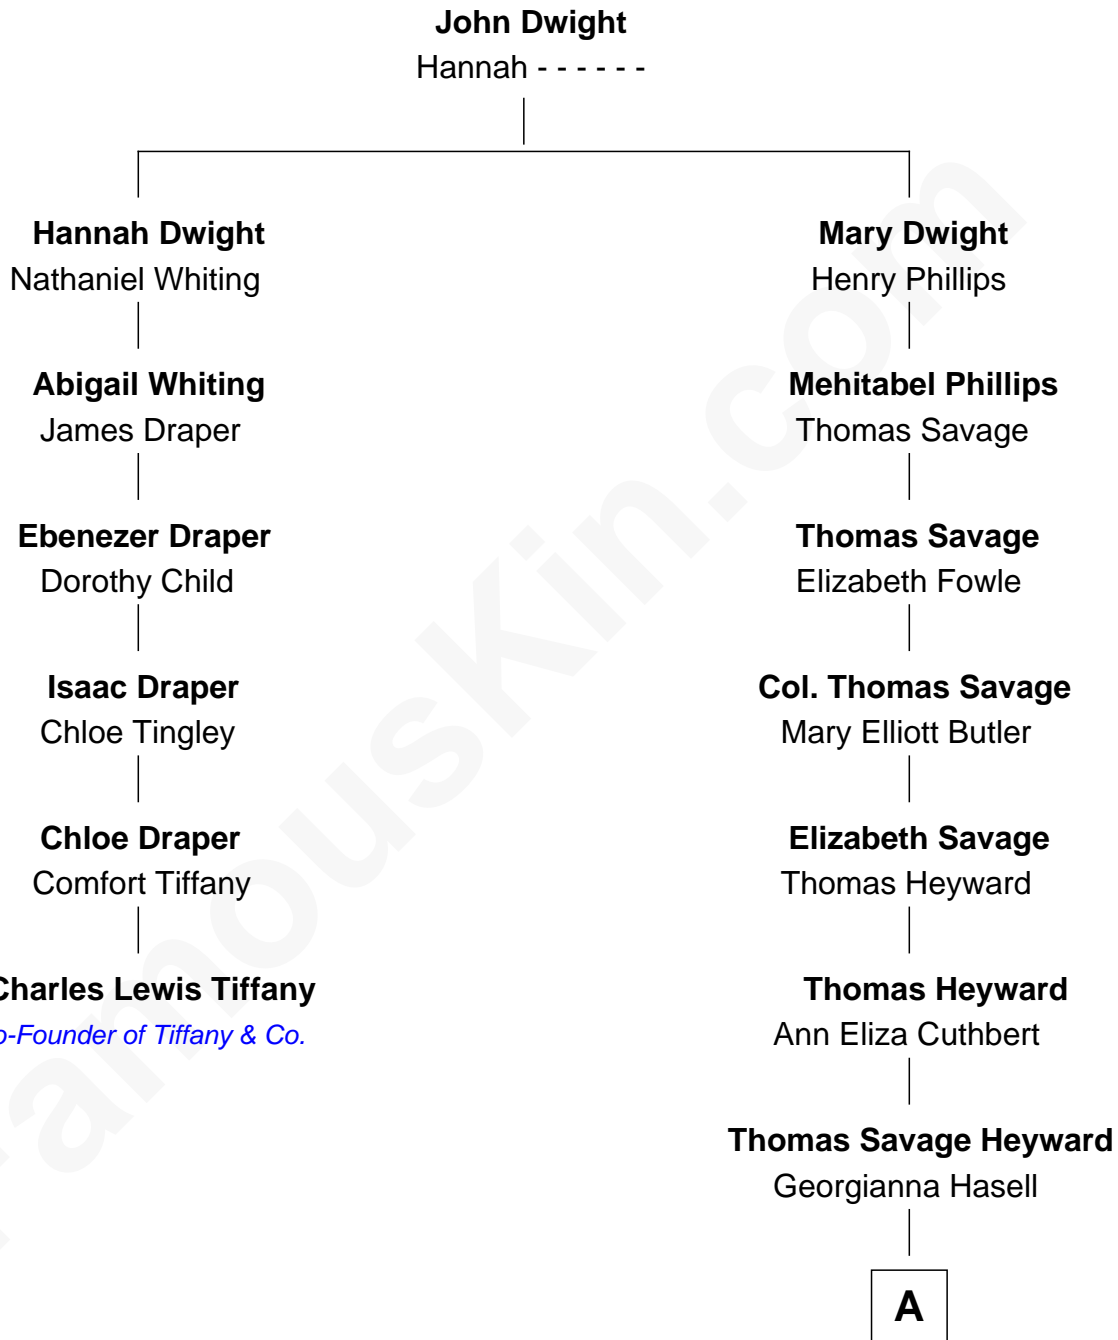 John Dwight
Hannah - - - - - -
Hannah Dwight
Nathaniel Whiting
Mary Dwight
Henry Phillips
Abigail Whiting
James Draper
Mehitabel Phillips
Thomas Savage
Ebenezer Draper
Dorothy Child
Thomas Savage
Elizabeth Fowle
Isaac Draper
Chloe Tingley
Col. Thomas Savage
Mary Elliott Butler
Chloe Draper
Comfort Tiffany
Elizabeth Savage
Thomas Heyward
Charles Lewis Tiffany
o-Founder of Tiffany & Co.
Thomas Heyward
Ann Eliza Cuthbert
Thomas Savage Heyward
Georgianna Hasell
A
FamousKin.com